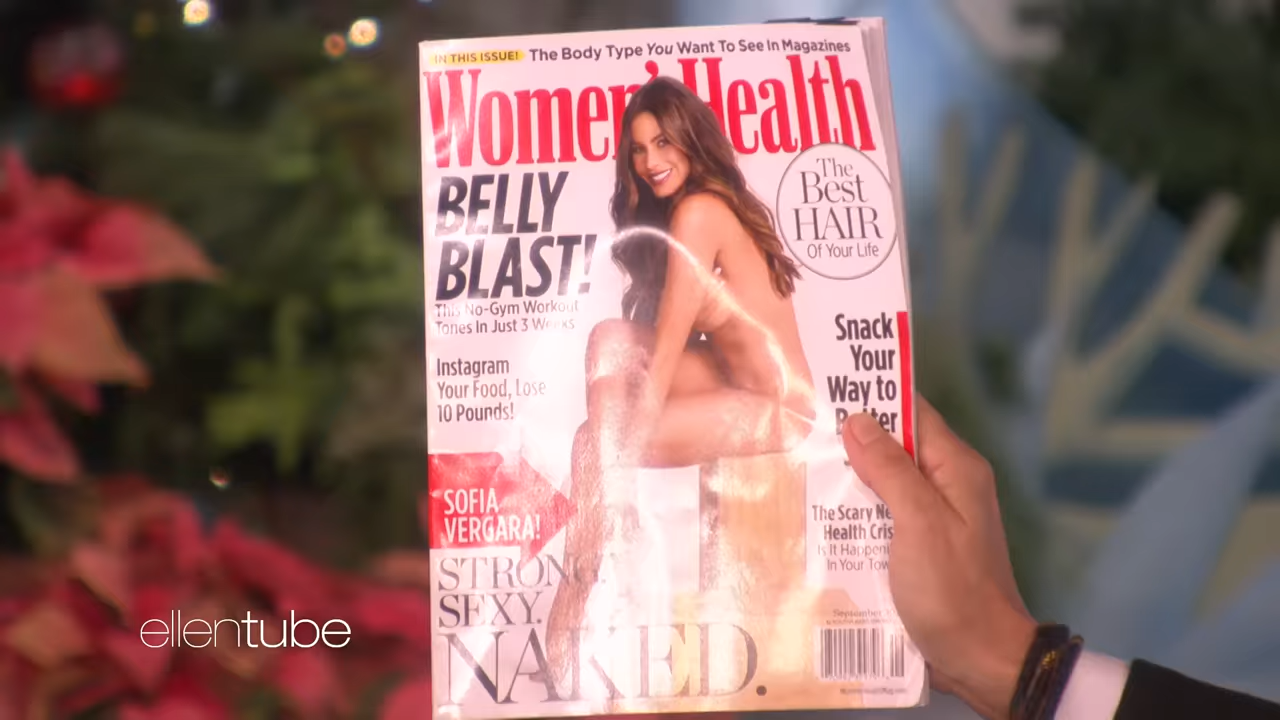 IN THIS ISSUE! The Body Type You Want To See In Magazines
Women's Health
BELLY
BLAST!
This No-Gym Workout
Tones In Just 3 Weeks
Instagram
Your Food, Lose
10 Pounds!
SOFIA
VERGARA!
STRONG.
SEXY.
NAKED.
The
Best
HAIR
Of Your Life
Snack
Your
Way to
The Scary
Health
Is It
In Your
September
ellentube